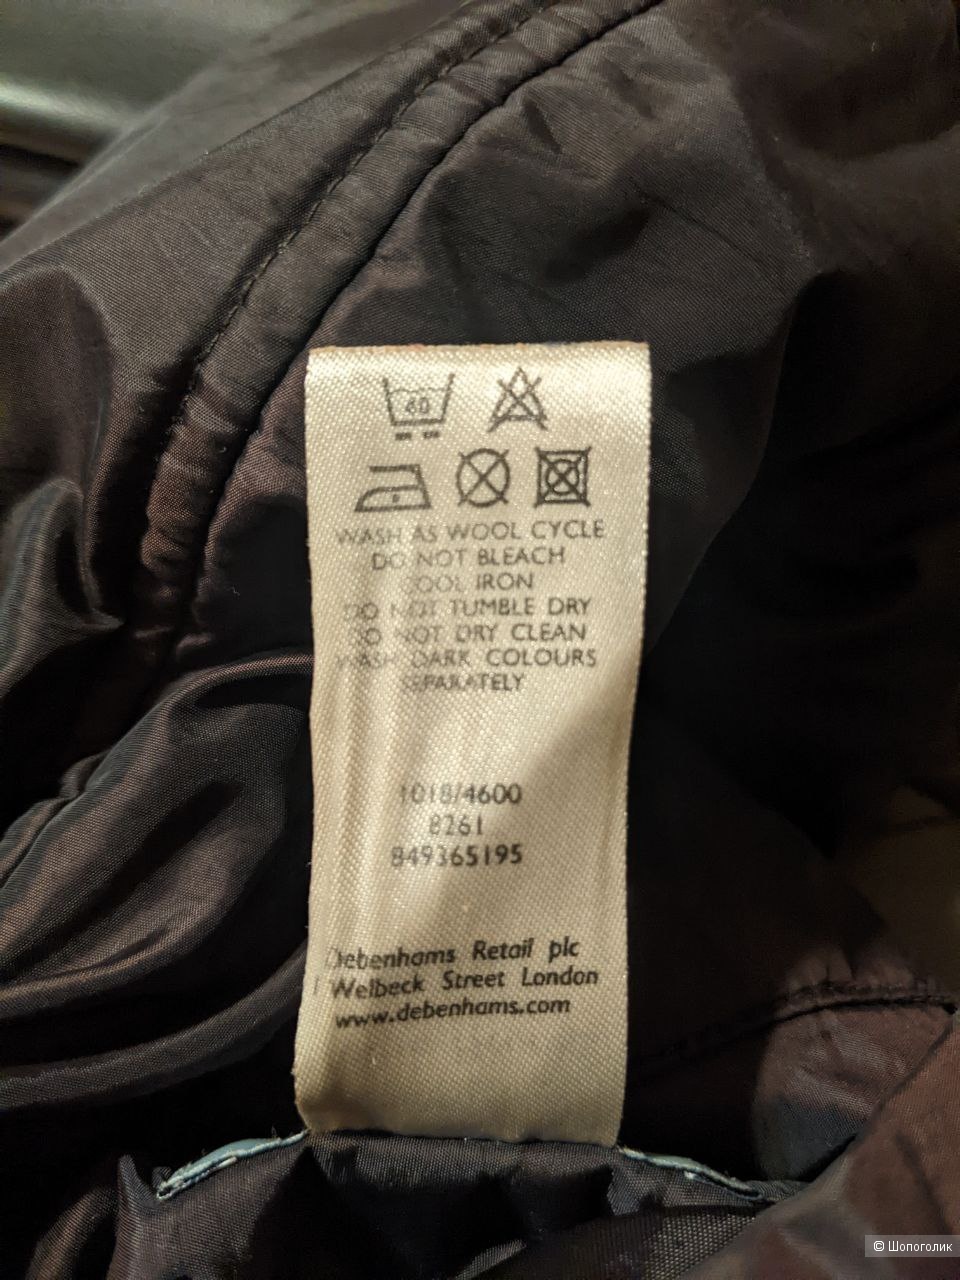 40
WASH AS WOOL CYCLE
DO NOT BLEACH
COOL IRON
DO NOT TUMBLE DRY
DO NOT DRY CLEAN
WASH DARK COLOURS
SEPARATELY
1018/4600
8261
849365195
Debenhams Retail plc
1 Welbeck Street London
www.debenhams.com
© Шопоголик